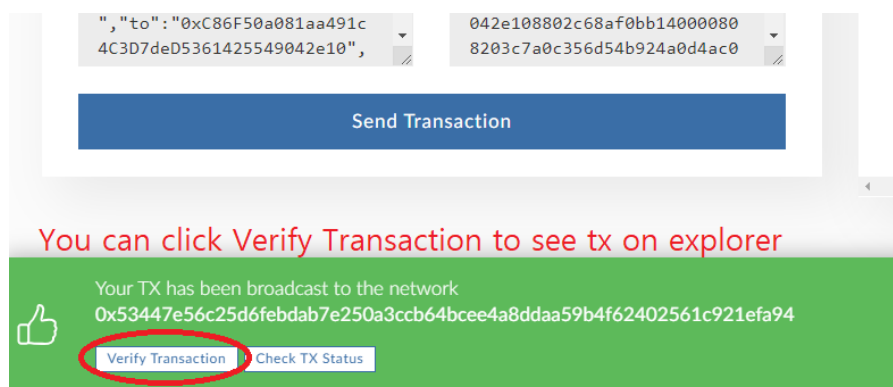 ","to":"0xC86F50a081aa491c
4C3D7deD5361425549042e10",
042e108802c68af0bb14000080
8203c7a0c356d54b924a0d4ac0
Send Transaction
You can click Verify Transaction to see tx on explorer
Your TX has been broadcast to the network
0x53447e56c25d6febdab7e250a3ccb64bcee4a8ddaa59b4f62402561c921efa94
Verify Transaction
Check TX Status